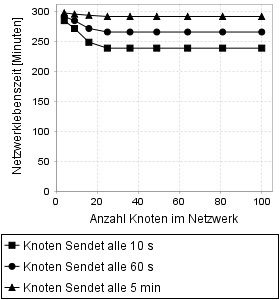 300
250
200
150
100
50
0
Netzwerklebenszeit [Minuten]
0 20 40 60 80 100
Anzahl Knoten im Netzwerk
Knoten Sendet alle 10 s
Knoten Sendet alle 60 s
Knoten Sendet alle 5 min